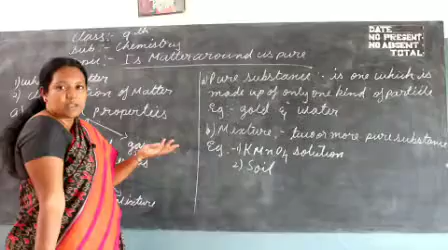 Class:- 9th
Sub:- Chemistry
Is Matter around us pure
DATE
NO PRESENT
NO ABSENT
TOTAL
Matter
of Matter
properties
gas
a) Pure substance :- is one which is
made up of only one kind of particle
Eg:- gold & water
b) Mixture :- two or more pure substance
Eg. :- 1) KMnO4 solution
2) Soil